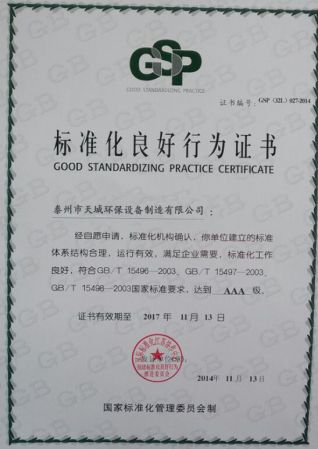 GSP
GOOD STANDARDIZING PRACTICE
证书编号：GSP (32L) 027-2014
标准化良好行为证书
GOOD STANDARDIZING PRACTICE CERTIFICATE
泰州市天域环保设备制造有限公司：
经自愿申请，标准化机构确认，你单位建立的标准
体系结构合理，运行有效，满足企业需要，标准化工作
良好，符合GB/T 15496—2003、GB/T 15497—2003、
GB/T 15498—2003国家标准要求，达到 AAA 级。
证书有效期至 2017 年 11 月 13 日
2014年 11 月 13日
国家标准化管理委员会制